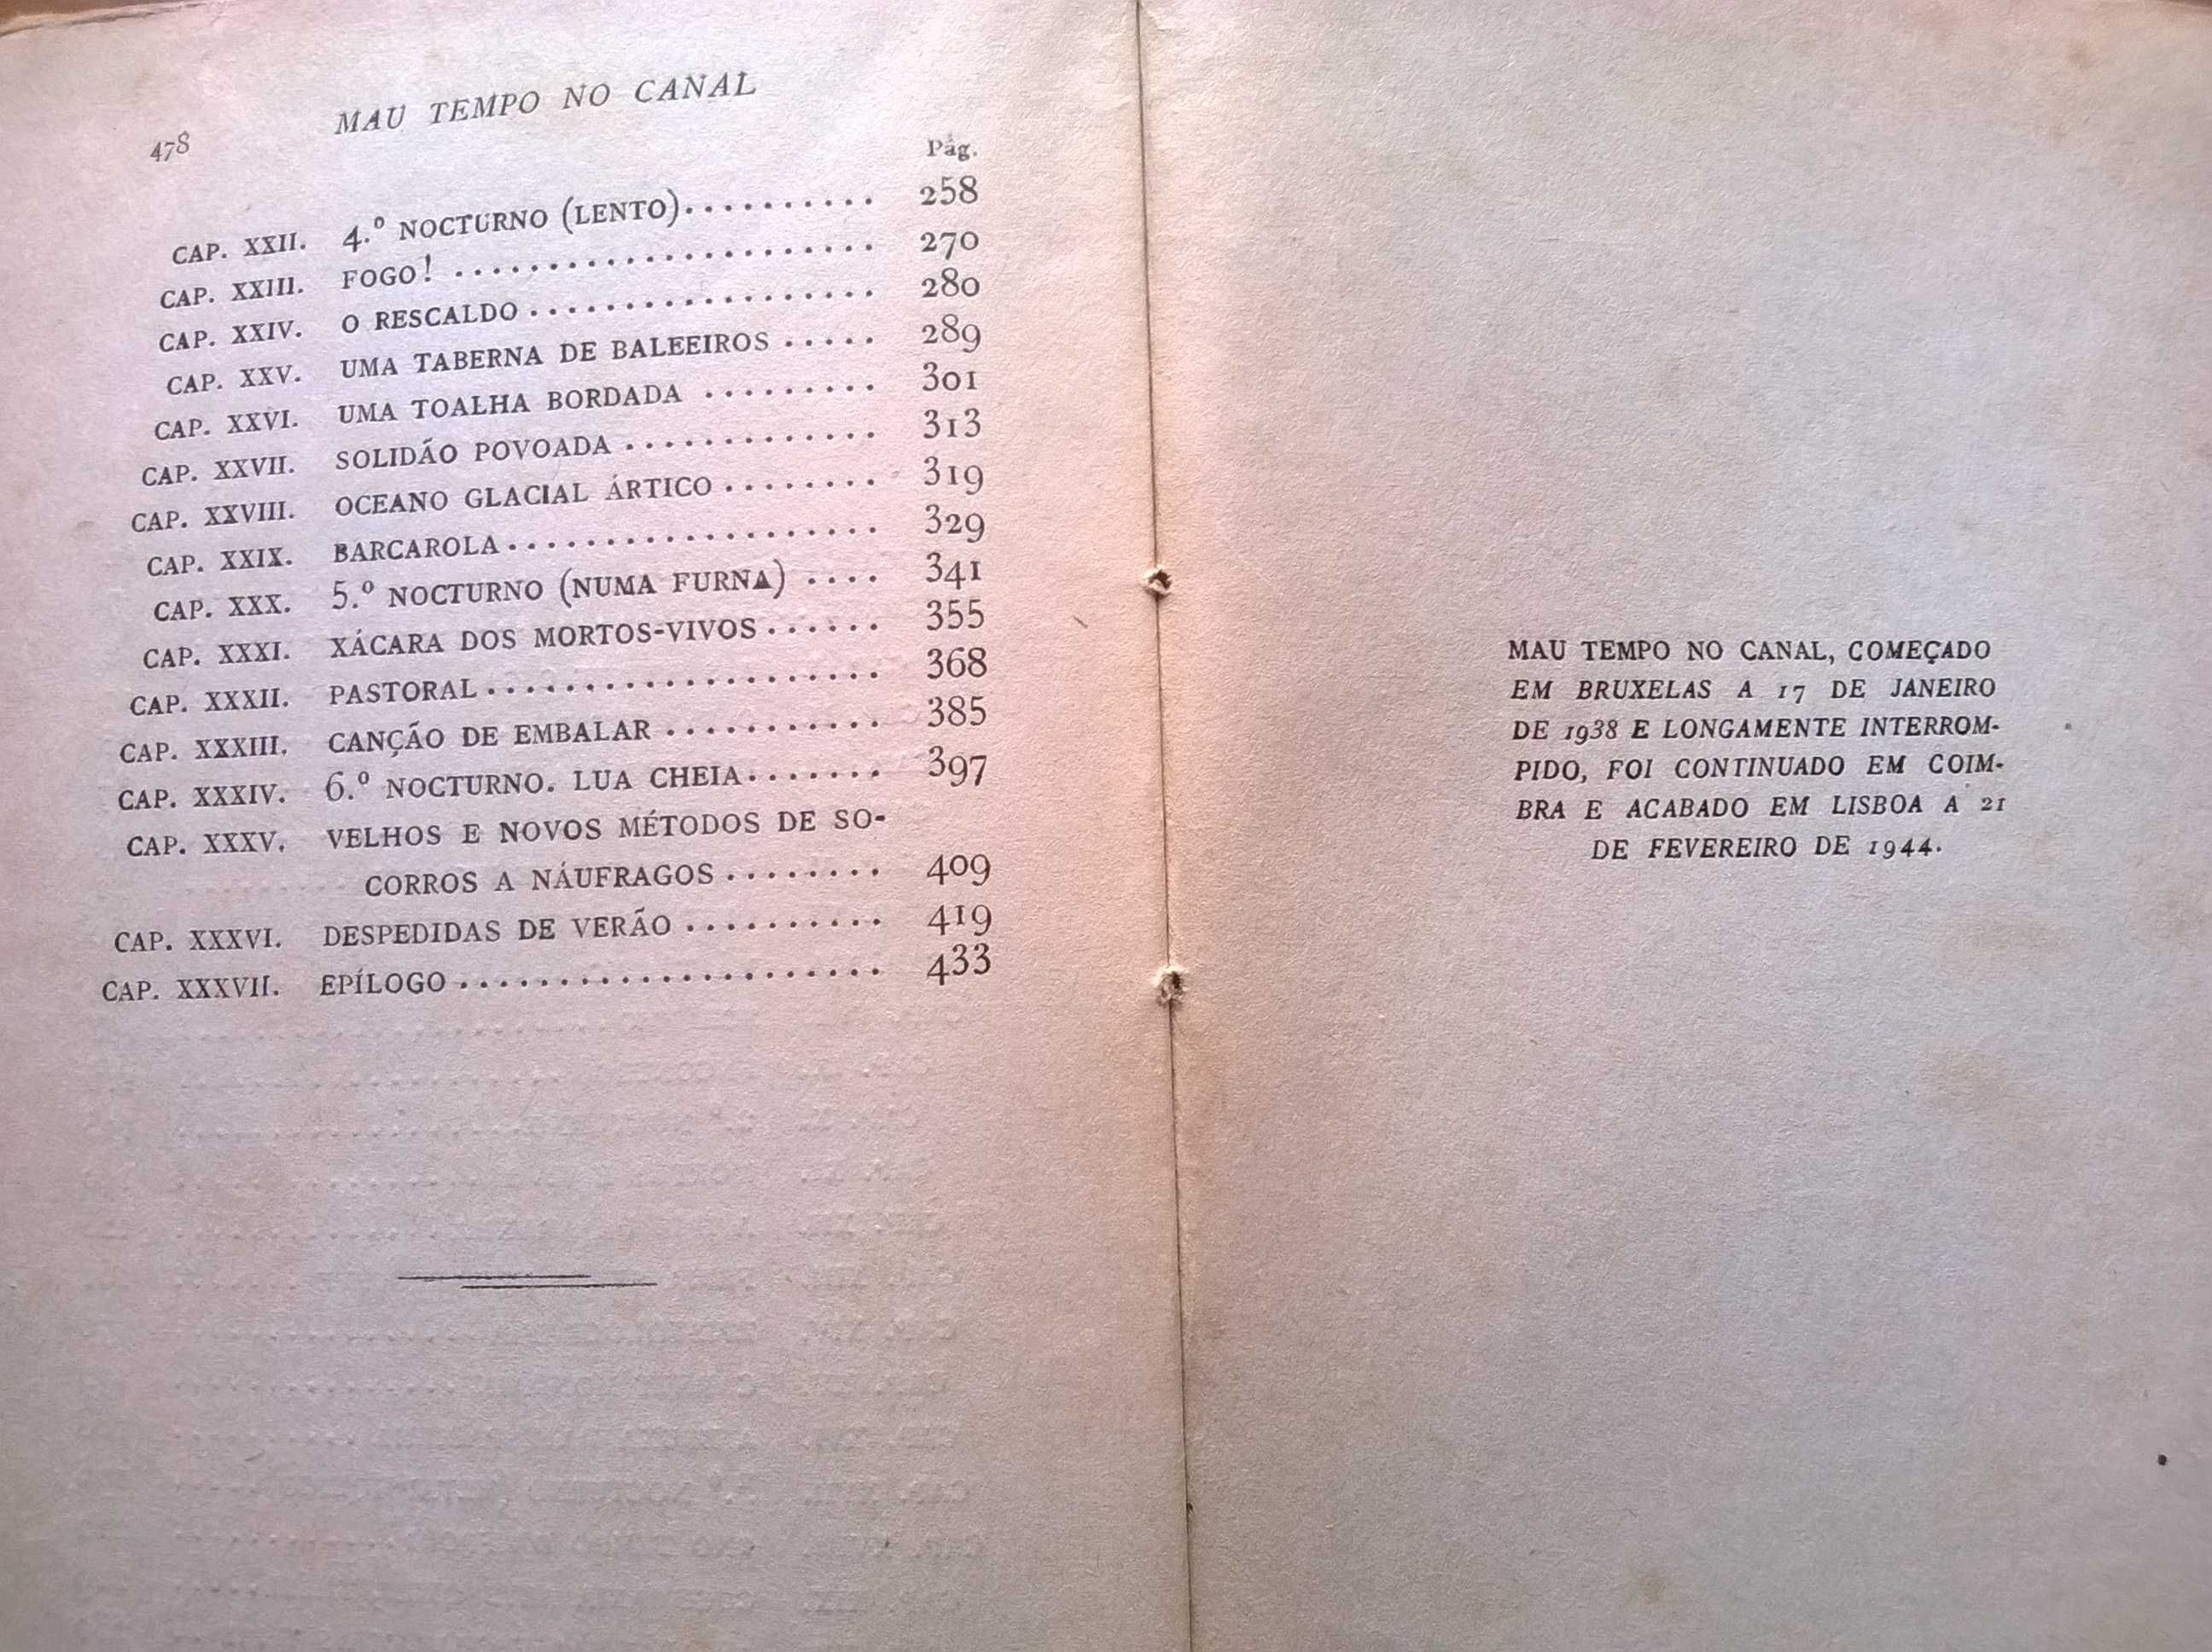 478 MAU TEMPO NO CANAL
Pág.
CAP. XXII. 4.º NOCTURNO (LENTO).......... 258
CAP. XXIII. FOGO! ....................... 270
CAP. XXIV. O RESCALDO .................. 280
CAP. XXV. UMA TABERNA DE BALEEIROS ..... 289
CAP. XXVI. UMA TOALHA BORDADA ......... 301
CAP. XXVII. SOLIDÃO POVOADA ............. 313
CAP. XXVIII. OCEANO GLACIAL ÁRTICO ........ 319
CAP. XXIX. BARCAROLA.................... 329
CAP. XXX. 5.º NOCTURNO (NUMA FURNA) .... 341
CAP. XXXI. XÁCARA DOS MORTOS-VIVOS ...... 355
CAP. XXXII. PASTORAL ..................... 368
CAP. XXXIII. CANÇÃO DE EMBALAR ............ 385
CAP. XXXIV. 6.º NOCTURNO. LUA CHEIA....... 397
CAP. XXXV. VELHOS E NOVOS MÉTODOS DE SO-
CORROS A NÁUFRAGOS ........ 409
CAP. XXXVI. DESPEDIDAS DE VERÃO .......... 419
CAP. XXXVII. EPÍLOGO ...................... 433
MAU TEMPO NO CANAL, COMEÇADO
EM BRUXELAS A 17 DE JANEIRO
DE 1938 E LONGAMENTE INTERROM-
PIDO, FOI CONTINUADO EM COIM-
BRA E ACABADO EM LISBOA A 21
DE FEVEREIRO DE 1944.